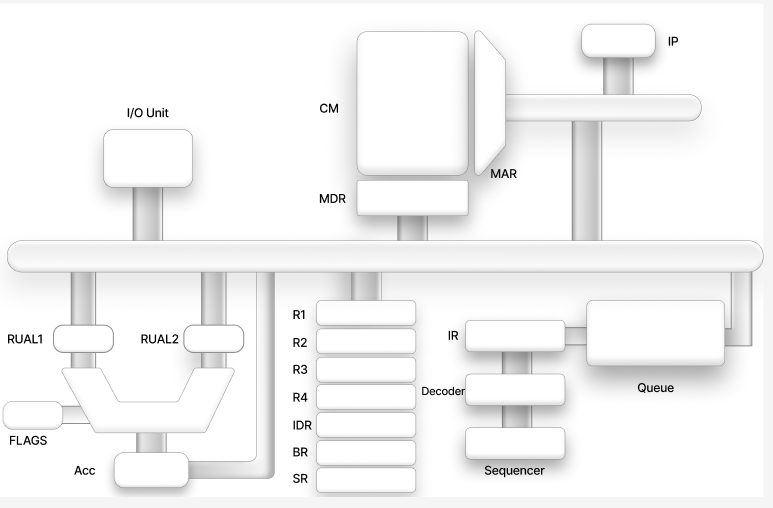 IP
CM
I/O Unit
MAR
MDR
R1
RUAL1
RUAL2
R2
IR
R3
Queue
R4
Decoder
IDR
FLAGS
BR
Acc
Sequencer
SR